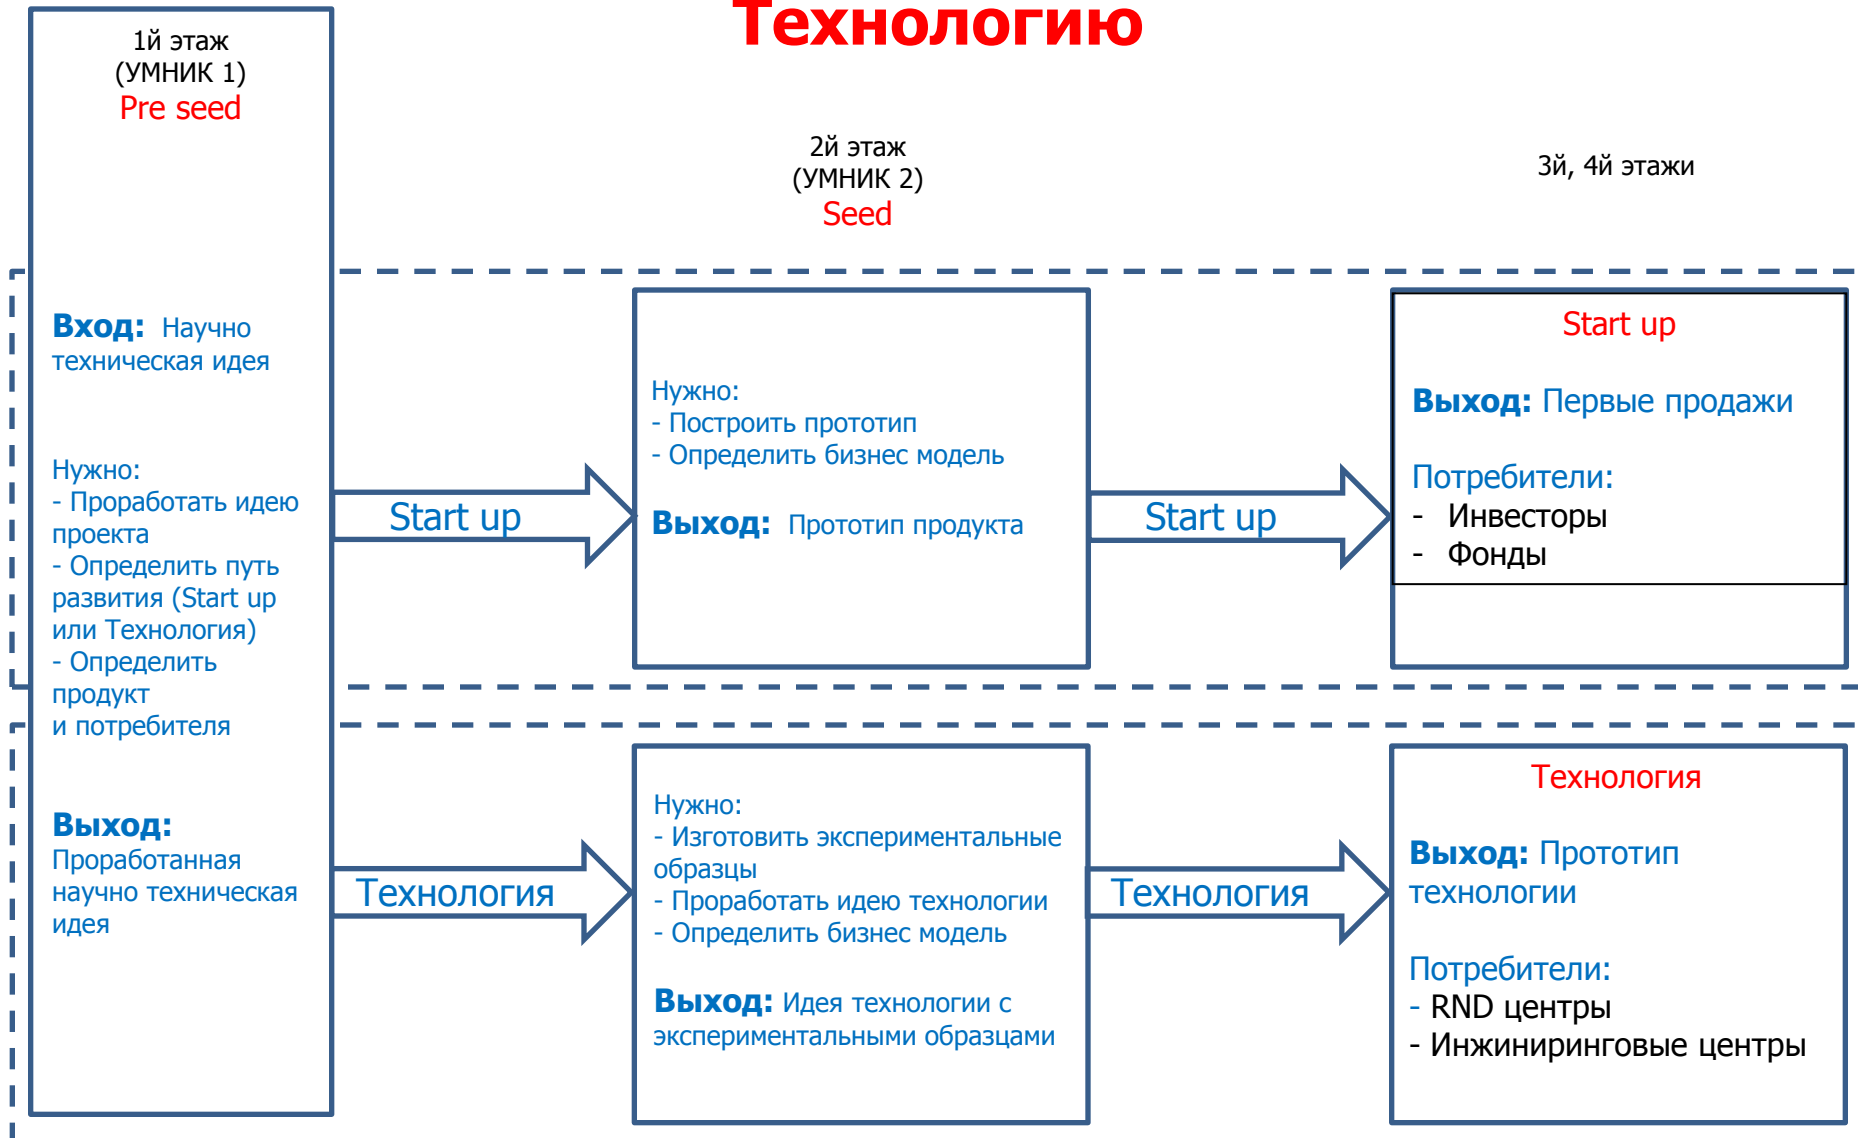 Технологию
1й этаж
(УМНИК 1)
Pre seed
2й этаж
(УМНИК 2)
Seed
3й, 4й этажи
Вход: Научно
техническая идея
Нужно:
- Проработать идею
проекта
- Определить путь
развития (Start up
или Технология)
- Определить
продукт
и потребителя
Выход:
Проработанная
научно техническая
идея
Start up
Нужно:
- Построить прототип
- Определить бизнес модель
Выход: Прототип продукта
Start up
Start up
Выход: Первые продажи
Потребители:
- Инвесторы
- Фонды
Технология
Нужно:
- Изготовить экспериментальные
образцы
- Проработать идею технологии
- Определить бизнес модель
Выход: Идея технологии с
экспериментальными образцами
Технология
Технология
Выход: Прототип
технологии
Потребители:
- RND центры
- Инжиниринговые центры